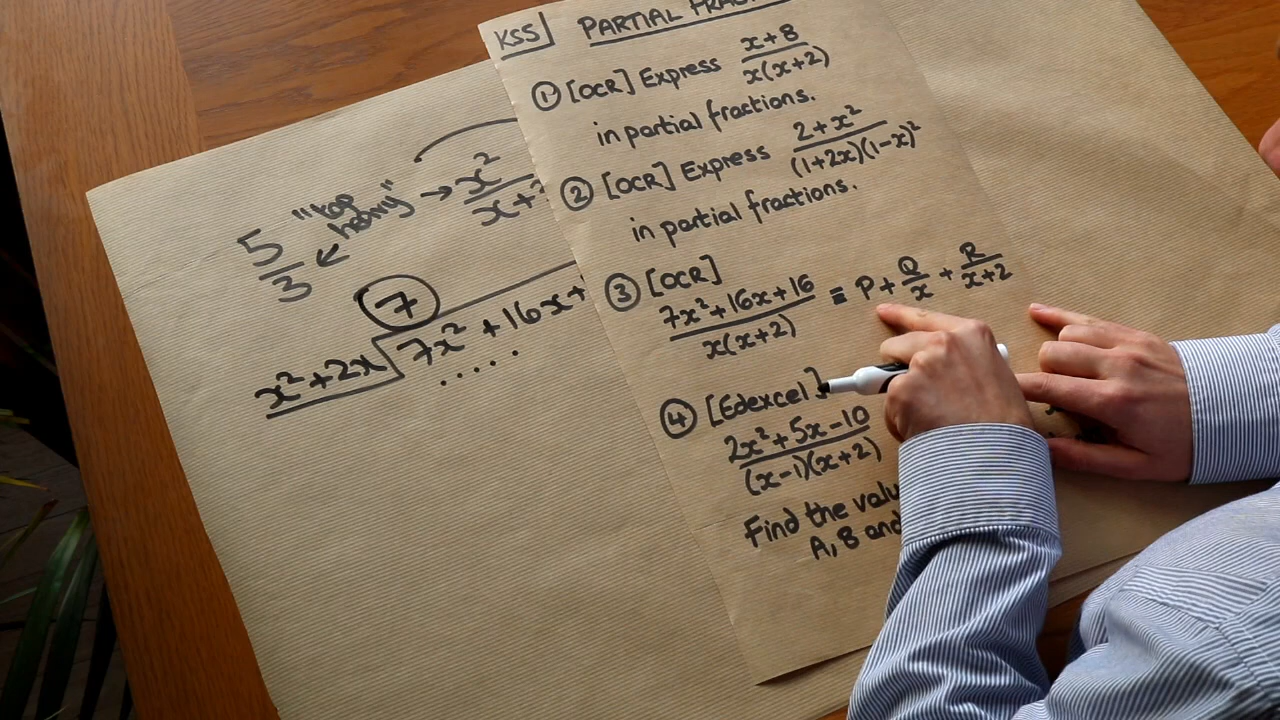 KSS
PARTIAL
① [OCR] Express x+8 / x(x+2)
in partial fractions.
② [OCR] Express 2+x² / (1+2x)(1-x)²
in partial fractions.
③ [OCR]
7x²+16x+16 / x(x+2) ≡ P + Q/x + R/x+2
④ [Edexcel]
2x²+5x-10 / (x-1)(x+2)
Find the
A, B and
5/3 ↙ "top heavy" → x² / x+
7
x²+2x 7x²+16x+
.....